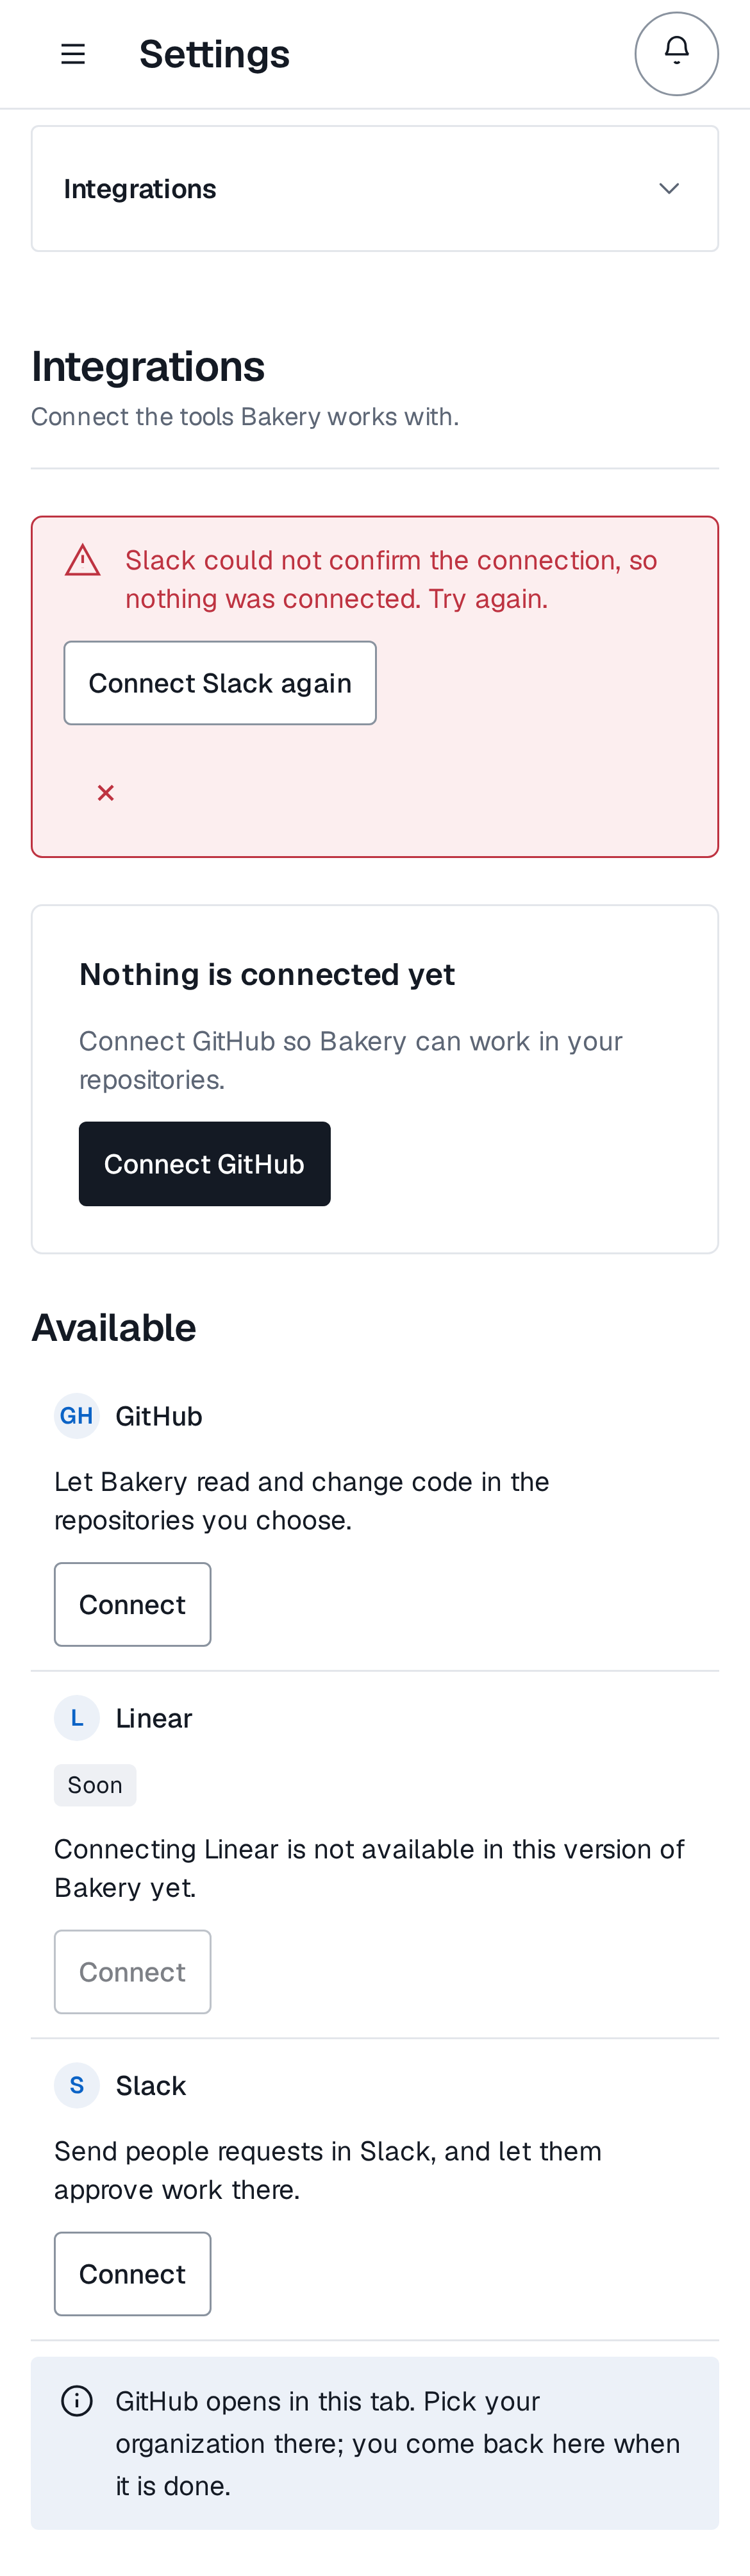 Settings
Integrations
Integrations
Connect the tools Bakery works with.
Slack could not confirm the connection, so
nothing was connected. Try again.
Connect Slack again
Nothing is connected yet
Connect GitHub so Bakery can work in your
repositories.
Connect GitHub
Available
GH GitHub
Let Bakery read and change code in the
repositories you choose.
Connect
L Linear
Soon
Connecting Linear is not available in this version of
Bakery yet.
Connect
S Slack
Send people requests in Slack, and let them
approve work there.
Connect
GitHub opens in this tab. Pick your
organization there; you come back here when
it is done.